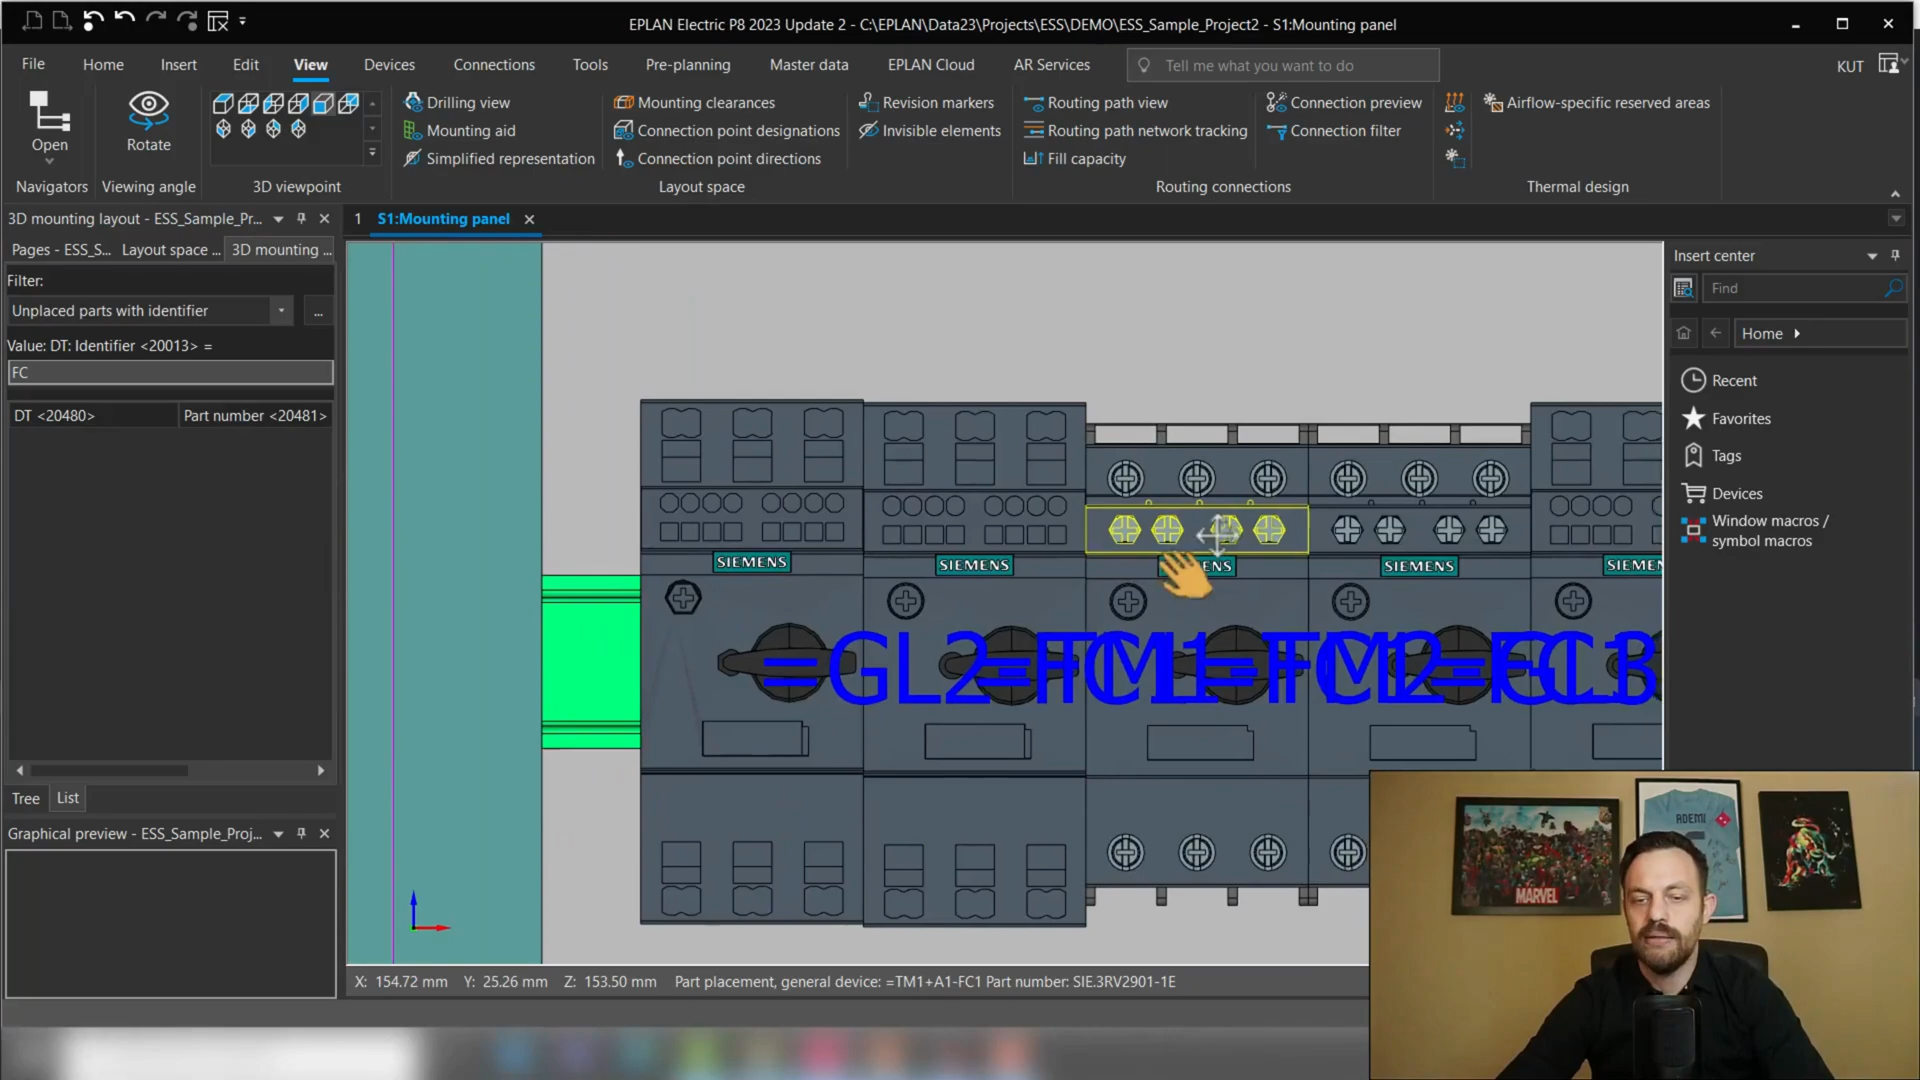 EPLAN Electric P8 2023 Update 2 - C:\EPLAN\Data23\Projects\ESS\DEMO\ESS_Sample_Project2 - S1:Mounting panel
File Home Insert Edit View Devices Connections Tools Pre-planning Master data EPLAN Cloud AR Services Tell me what you want to do KUT
Drilling view Mounting clearances Revision markers Routing path view Connection preview Airflow-specific reserved areas
Mounting aid Connection point designations Invisible elements Routing path network tracking Connection filter
Open Rotate Simplified representation Connection point directions Fill capacity
Navigators Viewing angle 3D viewpoint Layout space Routing connections Thermal design
3D mounting layout - ESS_Sample_Pr... 1 S1:Mounting panel
Pages - ESS_S... Layout space ... 3D mounting ...
Insert center
Filter:
Find
Unplaced parts with identifier ...
Home
Value: DT: Identifier <20013> =
FC
Recent
DT <20480> Part number <20481>
Favorites
Tags
Devices
Window macros /
symbol macros
SIEMENS SIEMENS ENS SIEMENS SIEMENS
Tree List
Graphical preview - ESS_Sample_Proj...
ADEMI
MARVEL
X: 154.72 mm Y: 25.26 mm Z: 153.50 mm Part placement, general device: =TM1+A1-FC1 Part number: SIE.3RV2901-1E